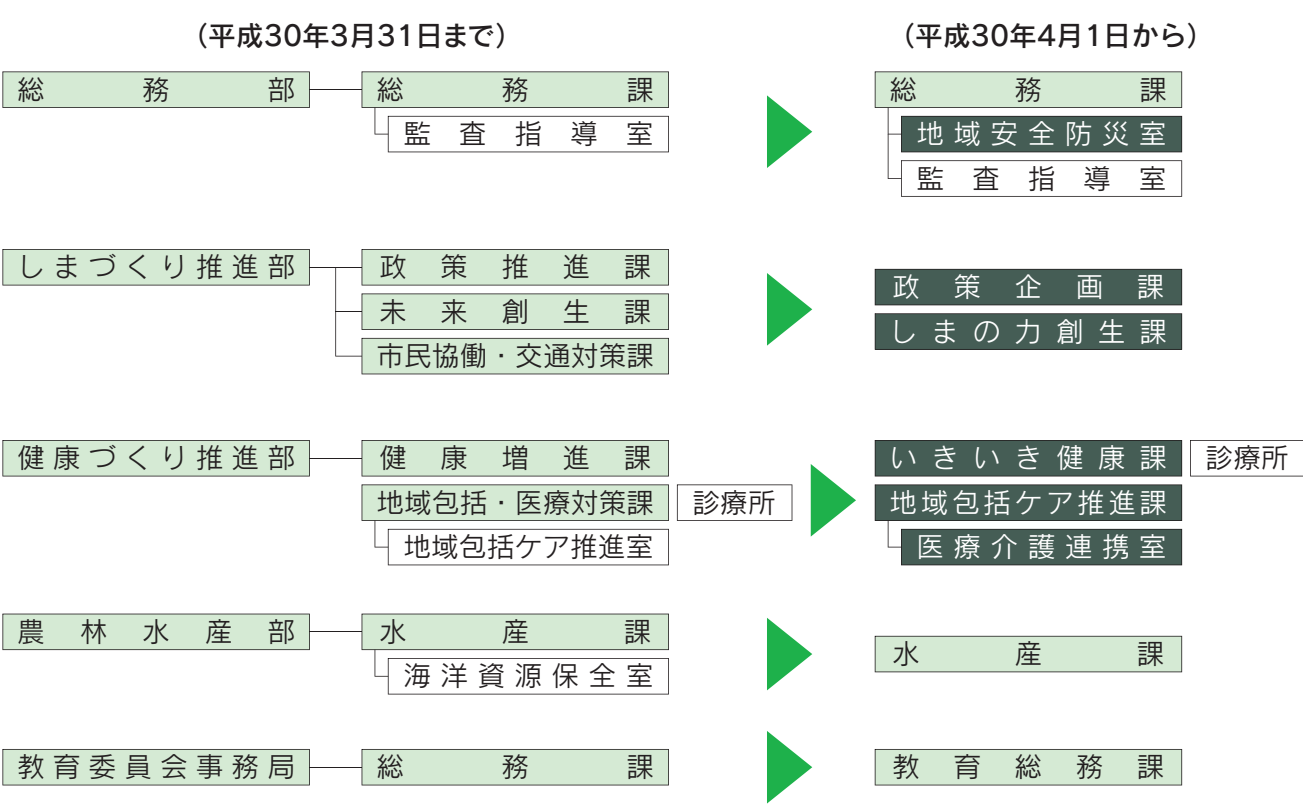 （平成30年3月31日まで）
（平成30年4月1日から）
総務部
総務課
監査指導室
総務課
地域安全防災室
監査指導室
しまづくり推進部
政策推進課
未来創生課
市民協働・交通対策課
政策企画課
しまの力創生課
健康づくり推進部
健康増進課
地域包括・医療対策課
診療所
地域包括ケア推進室
いきいき健康課
診療所
地域包括ケア推進課
医療介護連携室
農林水産部
水産課
海洋資源保全室
水産課
教育委員会事務局
総務課
教育総務課